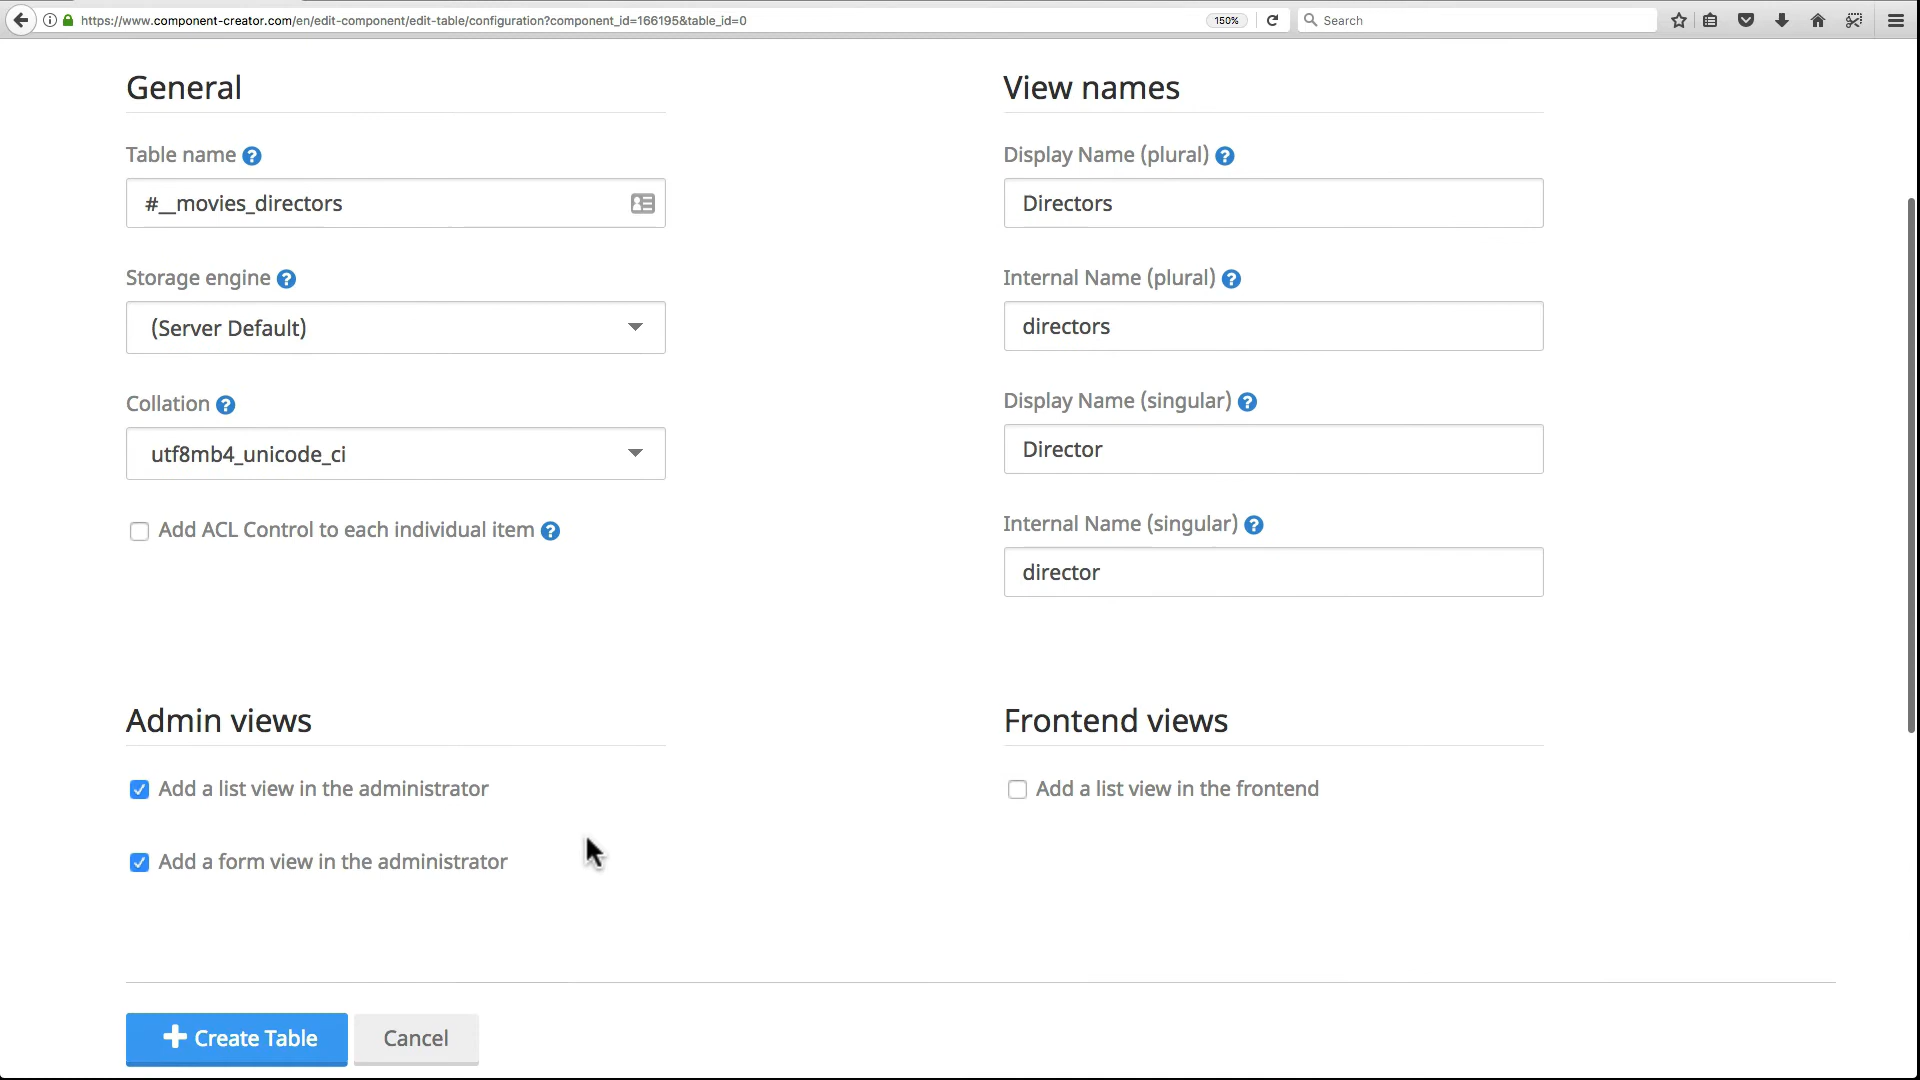 https://www.component-creator.com/en/edit-component/edit-table/configuration?component_id=166195&table_id=0
150%
Search
General
Table name ?
#__movies_directors
Storage engine ?
(Server Default)
Collation ?
utf8mb4_unicode_ci
Add ACL Control to each individual item ?
View names
Display Name (plural) ?
Directors
Internal Name (plural) ?
directors
Display Name (singular) ?
Director
Internal Name (singular) ?
director
Admin views
Add a list view in the administrator
Add a form view in the administrator
Frontend views
Add a list view in the frontend
Create Table
Cancel